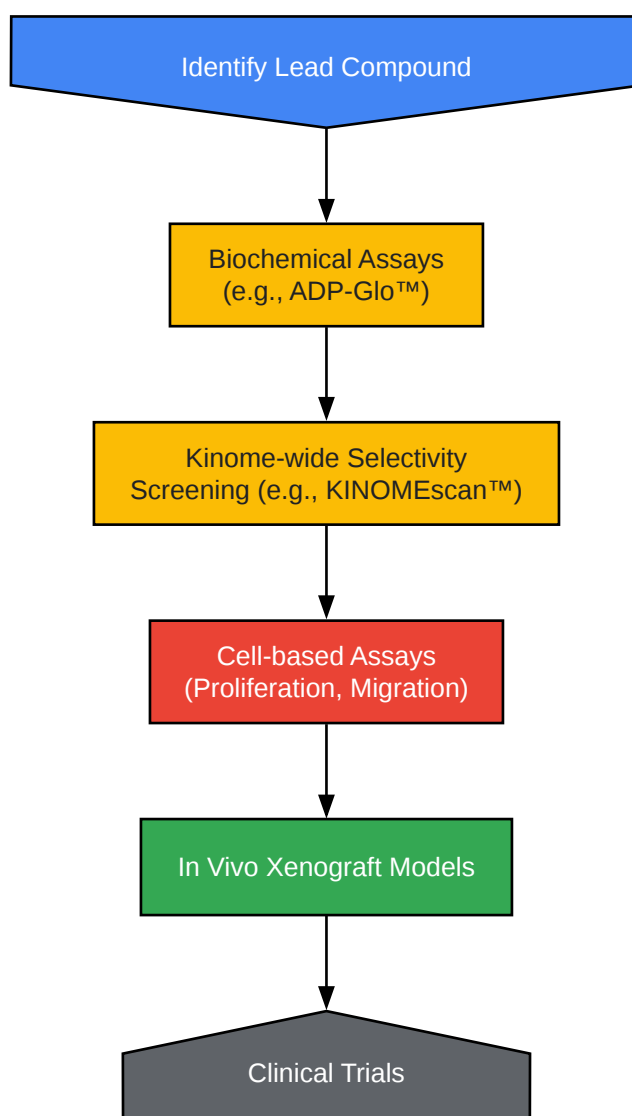 Identify Lead Compound
Biochemical Assays
(e.g., ADP-Glo™)
Kinome-wide Selectivity
Screening (e.g., KINOMEscan™)
Cell-based Assays
(Proliferation, Migration)
In Vivo Xenograft Models
Clinical Trials